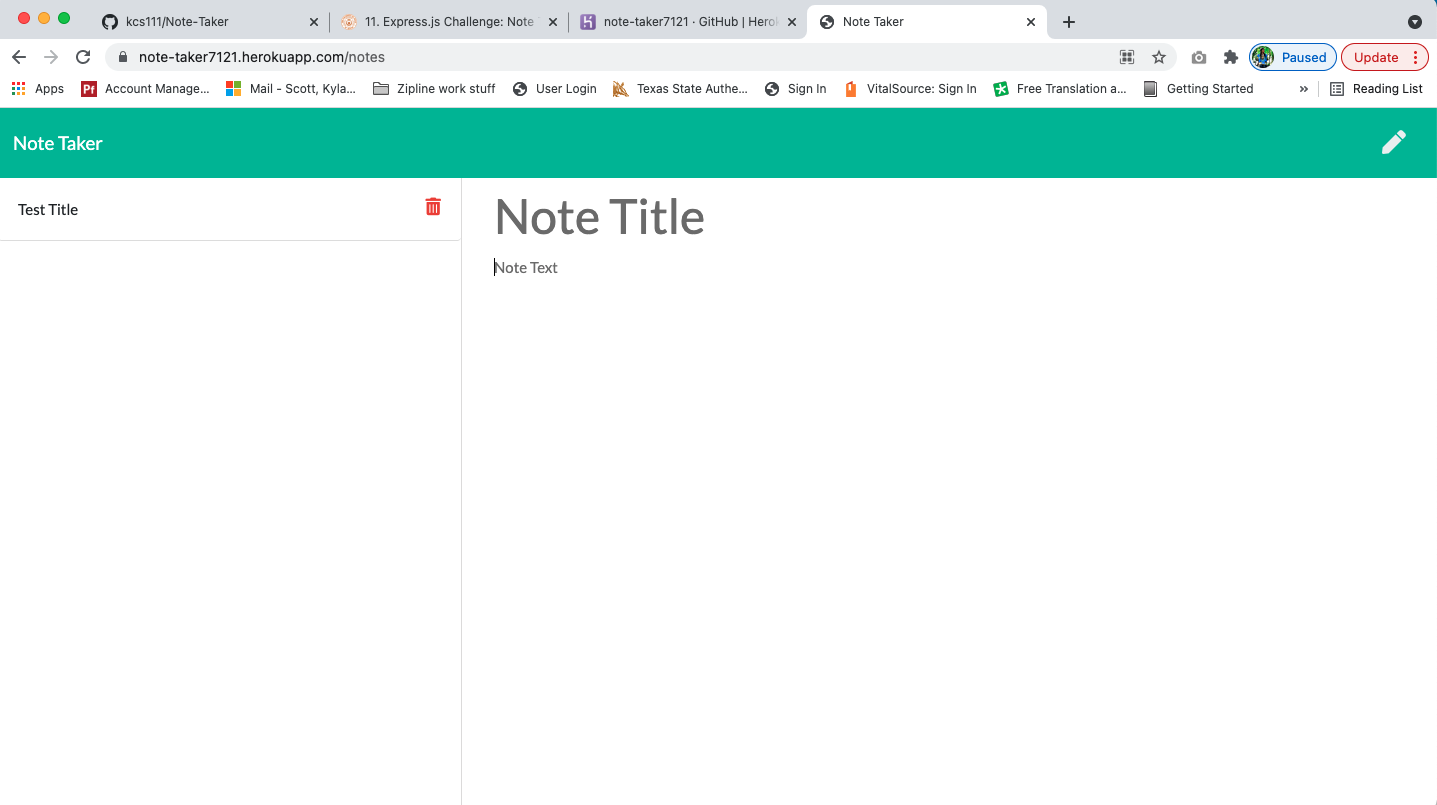 kcs111/Note-Taker
11. Express.js Challenge: Note
note-taker7121 · GitHub | Herok
Note Taker
note-taker7121.herokuapp.com/notes
Paused
Update
Apps
Pf Account Manage...
Mail - Scott, Kyla...
Zipline work stuff
User Login
Texas State Authe...
Sign In
VitalSource: Sign In
Free Translation a...
Getting Started
»
Reading List
Note Taker
Test Title
Note Title
Note Text